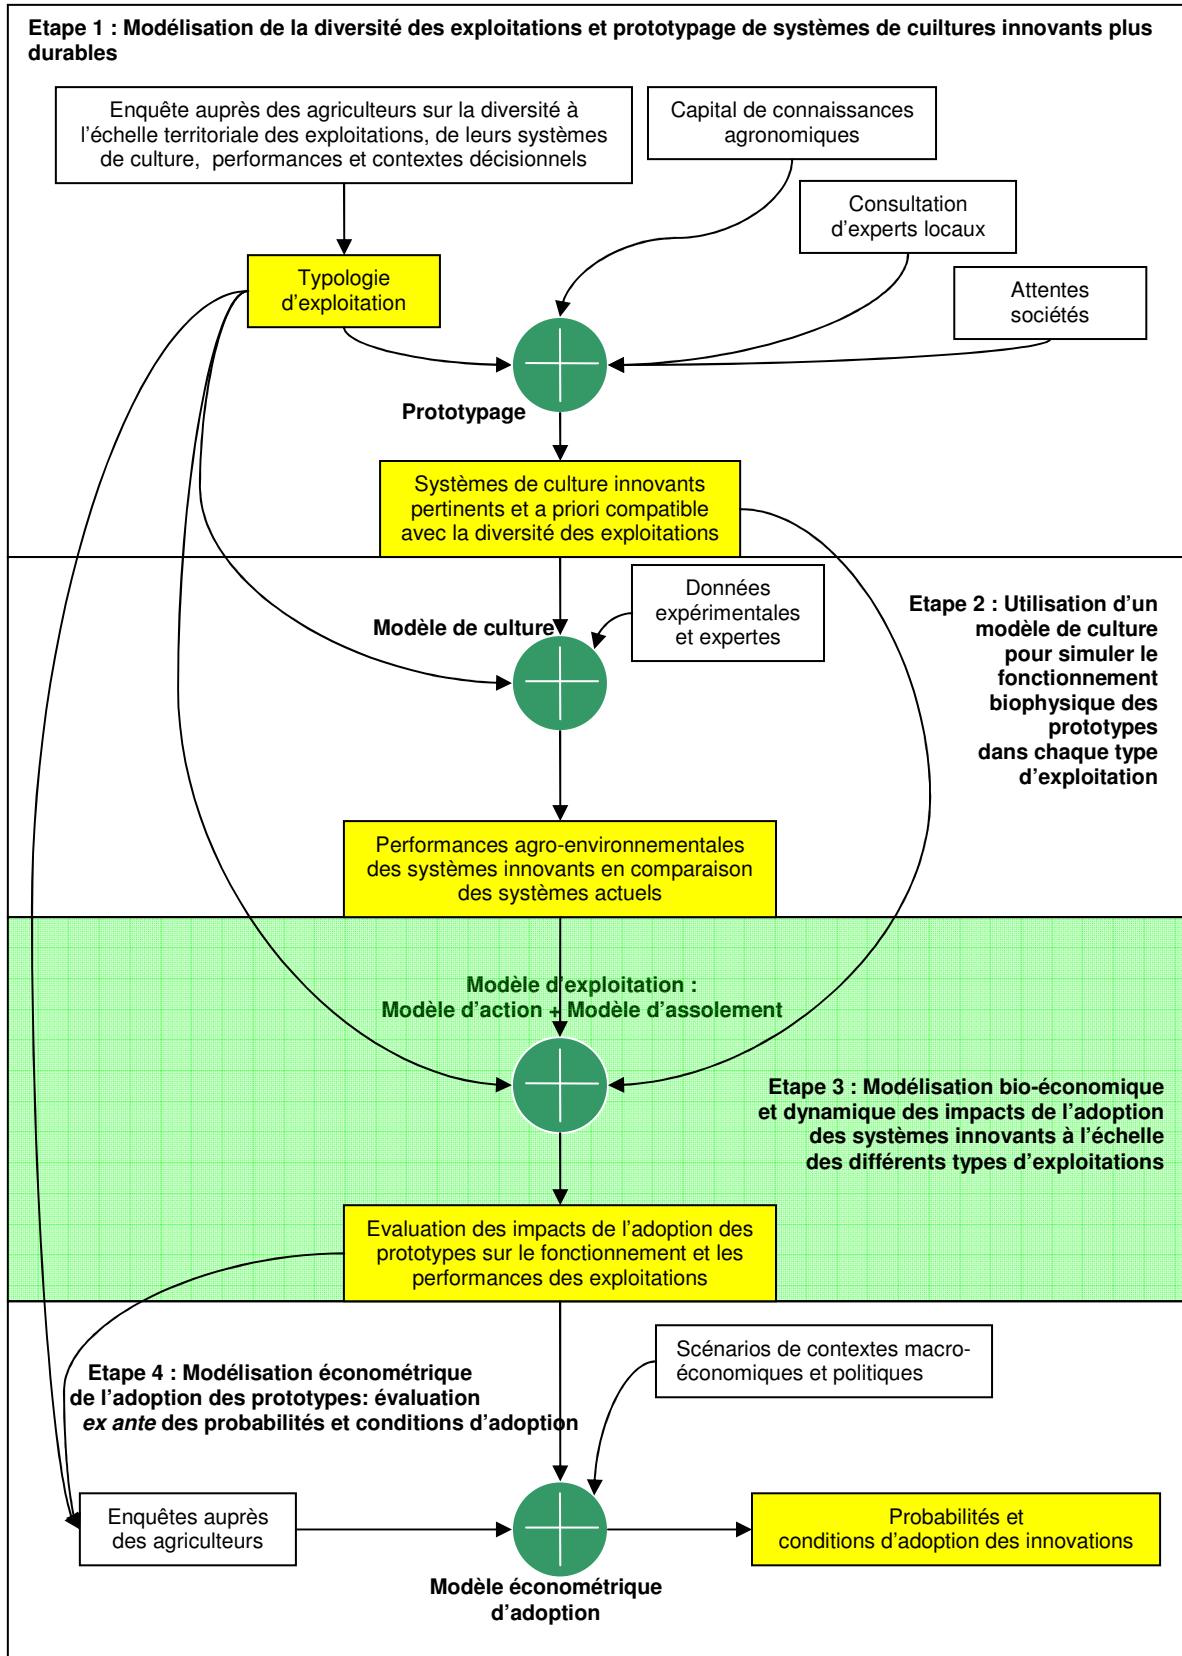 Etape 1 : Modélisation de la diversité des exploitations et prototypage de systèmes de cuiltures innovants plus
durables
Enquête auprès des agriculteurs sur la diversité à
l'échelle territoriale des exploitations, de leurs systèmes
de culture, performances et contextes décisionnels
Capital de connaissances
agronomiques
Consultation
d'experts locaux
Typologie
d'exploitation
Attentes
sociétés
Prototypage
Systèmes de culture innovants
pertinents et a priori compatible
avec la diversité des exploitations
Données
expérimentales
et expertes
Modèle de culture
Etape 2 : Utilisation d'un
modèle de culture
pour simuler le
fonctionnement
biophysique des
prototypes
dans chaque type
d'exploitation
Performances agro-environnementales
des systèmes innovants en comparaison
des systèmes actuels
Modèle d'exploitation :
Modèle d'action + Modèle d'assolement
Etape 3 : Modélisation bio-économique
et dynamique des impacts de l'adoption
des systèmes innovants à l'échelle
des différents types d'exploitations
Evaluation des impacts de l'adoption des
prototypes sur le fonctionnement et les
performances des exploitations
Scénarios de contextes macro-
économiques et politiques
Etape 4 : Modélisation économétrique
de l'adoption des prototypes: évaluation
ex ante des probabilités et conditions d'adoption
Enquêtes auprès
des agriculteurs
Probabilités et
conditions d'adoption des innovations
Modèle économétrique
d'adoption